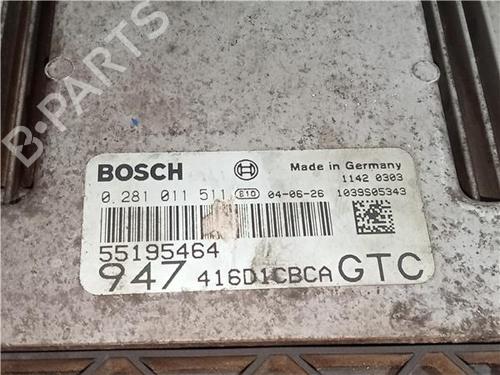 B-PARTS
BOSCH
Made in Germany
1142 0303
0 281 011 511 E10 04-06-26 1039S05343
55195464
947 416D1CBCA GTC